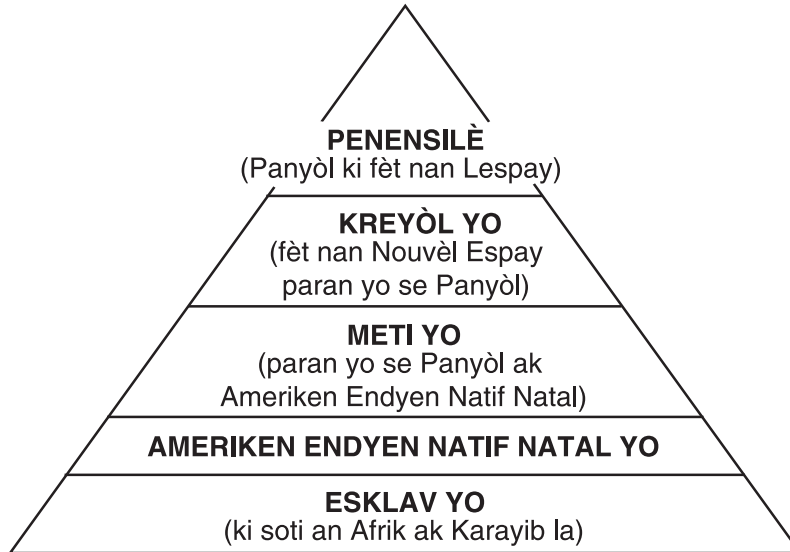 PENENSILÈ
(Panyòl ki fèt nan Lespay)
KREYÒL YO
(fèt nan Nouvèl Espay
paran yo se Panyòl)
METI YO
(paran yo se Panyòl ak
Ameriken Endyen Natif Natal)
AMERIKEN ENDYEN NATIF NATAL YO
ESKLAV YO
(ki soti an Afrik ak Karayib la)